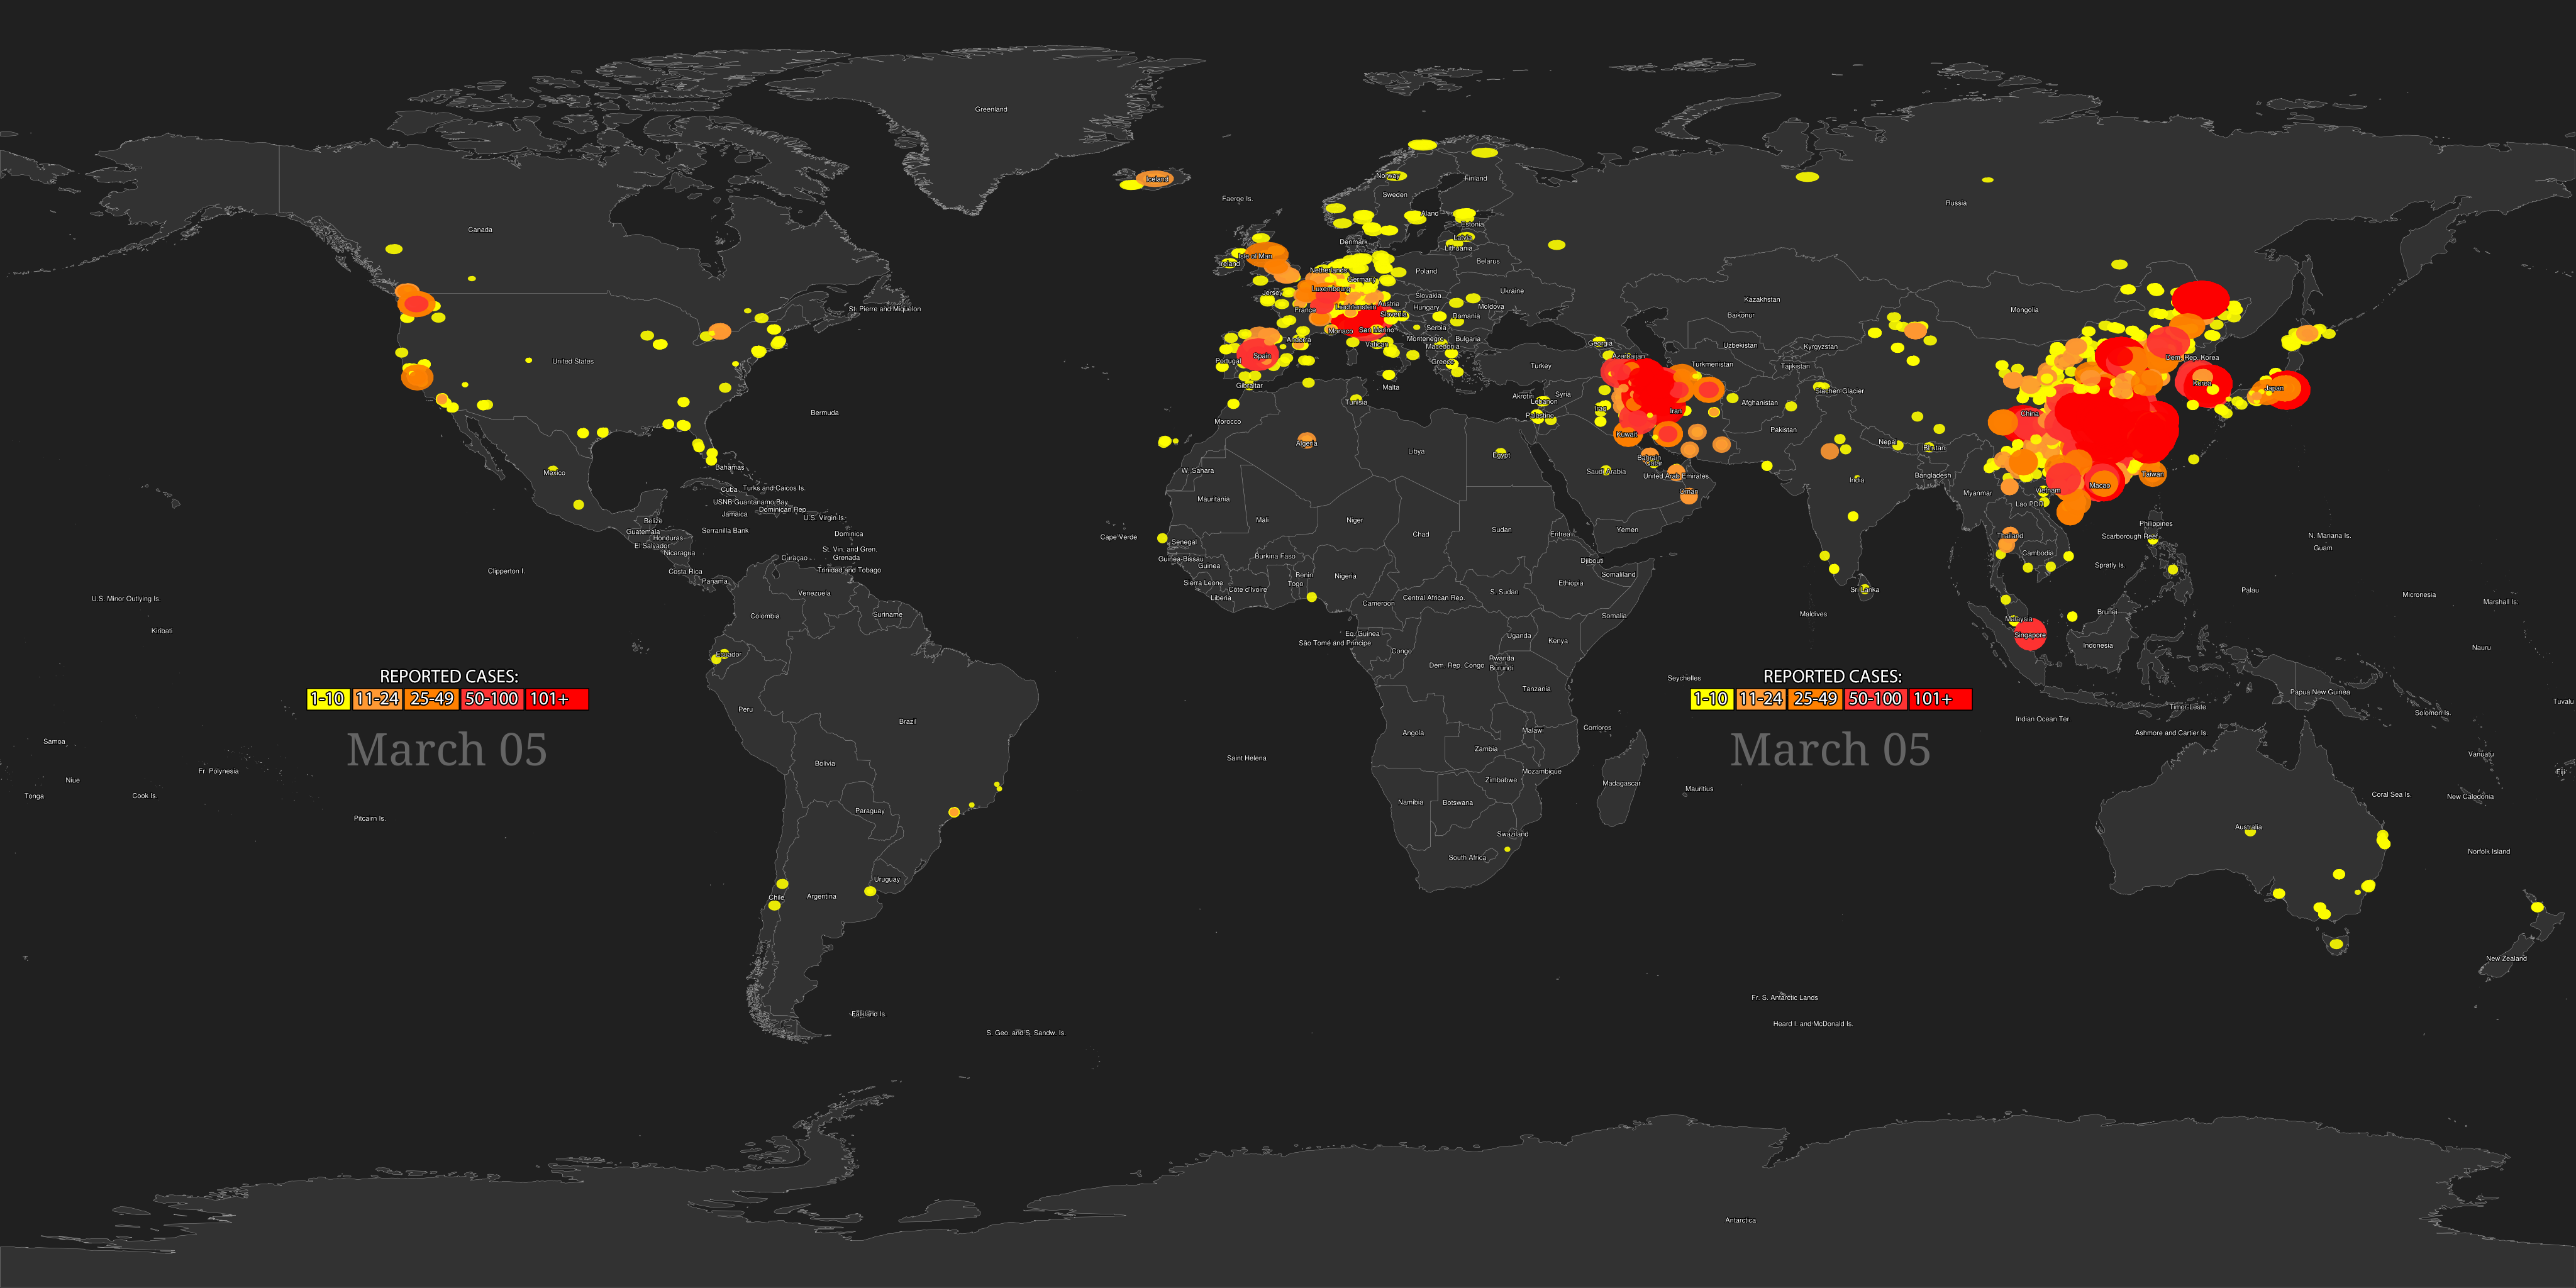 Greenland
Iceland
Norway
Finland
Sweden
Faeroe Is.
Russia
Aland
Estonia
Canada
Latvia
Denmark
Lithuania
Isle of Man
Ireland
Belarus
Netherlands
Poland
Germany
Luxembourg
Ukraine
Jersey
Slovakia
Kazakhstan
St. Pierre and Miquelon
Austria
Liechtenstein
Hungary
Moldova
France
Mongolia
Slovenia
Romania
Baikonur
Monaco
San Marino
Serbia
Andorra
Montenegro
Bulgaria
Vatican
Macedonia
Georgia
Uzbekistan
Kyrgyzstan
Spain
Azerbaijan
Dem. Rep. Korea
United States
Portugal
Greece
Turkey
Turkmenistan
Tajikistan
Gibraltar
Malta
Siachen Glacier
Korea
Japan
Akrotiri
Syria
Tunisia
Lebanon
Afghanistan
Bermuda
Iraq
Iran
China
Palestine
Morocco
Pakistan
Kuwait
Algeria
Nepal
Bhutan
Libya
Egypt
Bahrain
Qatar
Bahamas
W. Sahara
Saudi Arabia
United Arab Emirates
India
Bangladesh
Taiwan
Mexico
Cuba
Turks and Caicos Is.
Oman
Myanmar
Vietnam
Macao
Mauritania
USNB Guantanamo Bay
Dominican Rep.
Lao PDR
Jamaica
U.S. Virgin Is.
Belize
Mali
Niger
Sudan
Yemen
Philippines
Guatemala
Serranilla Bank
Dominica
Cape Verde
Senegal
Chad
Eritrea
Thailand
Scarborough Reef
N. Mariana Is.
Honduras
El Salvador
Nicaragua
St. Vin. and Gren.
Guinea-Bissau
Burkina Faso
Guam
Curaçao
Grenada
Guinea
Djibouti
Cambodia
Clipperton I.
Costa Rica
Trinidad and Tobago
Benin
Nigeria
Somaliland
Spratly Is.
Panama
Sierra Leone
Togo
Ethiopia
Venezuela
Côte d'Ivoire
Liberia
Central African Rep.
S. Sudan
Sri Lanka
Palau
Micronesia
U.S. Minor Outlying Is.
Colombia
Suriname
Cameroon
Somalia
Maldives
Brunei
Marshall Is.
Kiribati
Eq. Guinea
São Tomé and Principe
Uganda
Kenya
Malaysia
Singapore
Indonesia
Nauru
Ecuador
Congo
Dem. Rep. Congo
Rwanda
Burundi
REPORTED CASES:
1-10 11-24 25-49 50-100 101+
March 05
Seychelles
REPORTED CASES:
1-10 11-24 25-49 50-100 101+
March 05
Tanzania
Papua New Guinea
Peru
Brazil
Timor-Leste
Solomon Is.
Tuvalu
Indian Ocean Ter.
Angola
Malawi
Comoros
Ashmore and Cartier Is.
Samoa
Zambia
Vanuatu
Saint Helena
Bolivia
Fr. Polynesia
Mozambique
Fiji
Niue
Zimbabwe
Madagascar
Mauritius
Tonga
Cook Is.
Namibia
Botswana
Coral Sea Is.
New Caledonia
Pitcairn Is.
Paraguay
Swaziland
Australia
South Africa
Norfolk Island
Uruguay
Chile
Argentina
New Zealand
Fr. S. Antarctic Lands
Falkland Is.
Heard I. and McDonald Is.
S. Geo. and S. Sandw. Is.
Antarctica